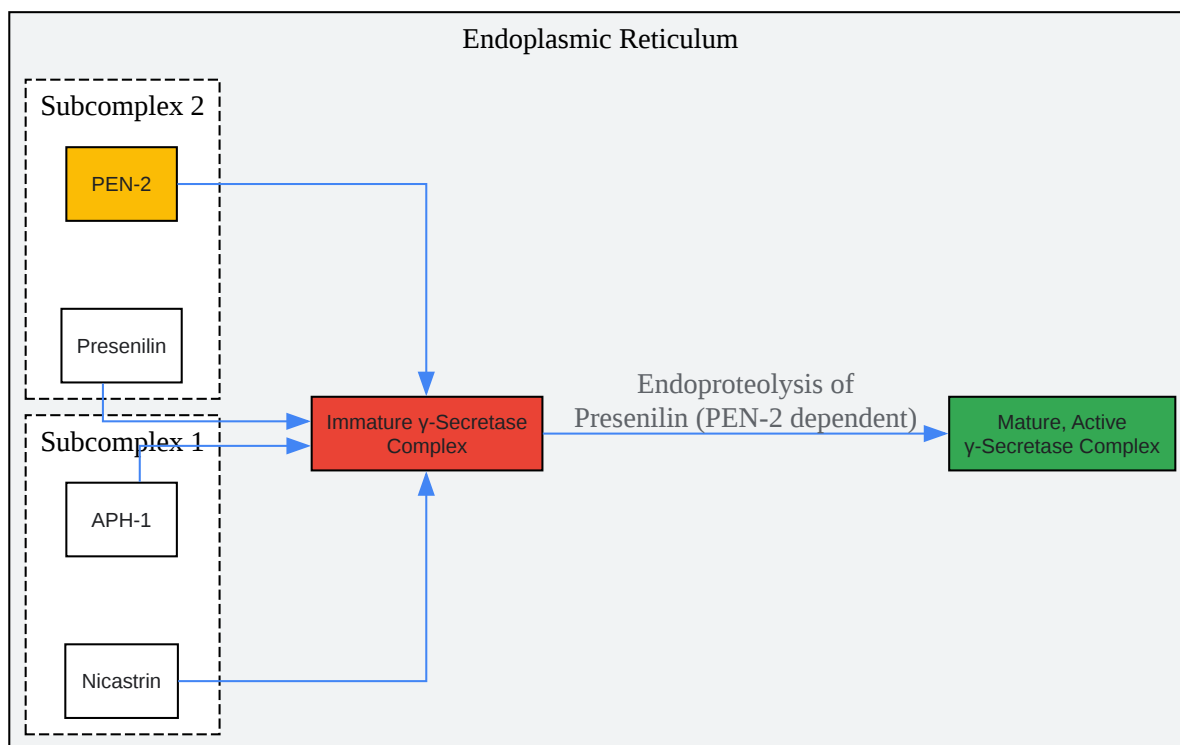 Endoplasmic Reticulum
Subcomplex 2
PEN-2
Presenilin
Subcomplex 1
APH-1
Nicastrin
Immature γ-Secretase
Complex
Endoproteolysis of
Presenilin (PEN-2 dependent)
Mature, Active
γ-Secretase Complex